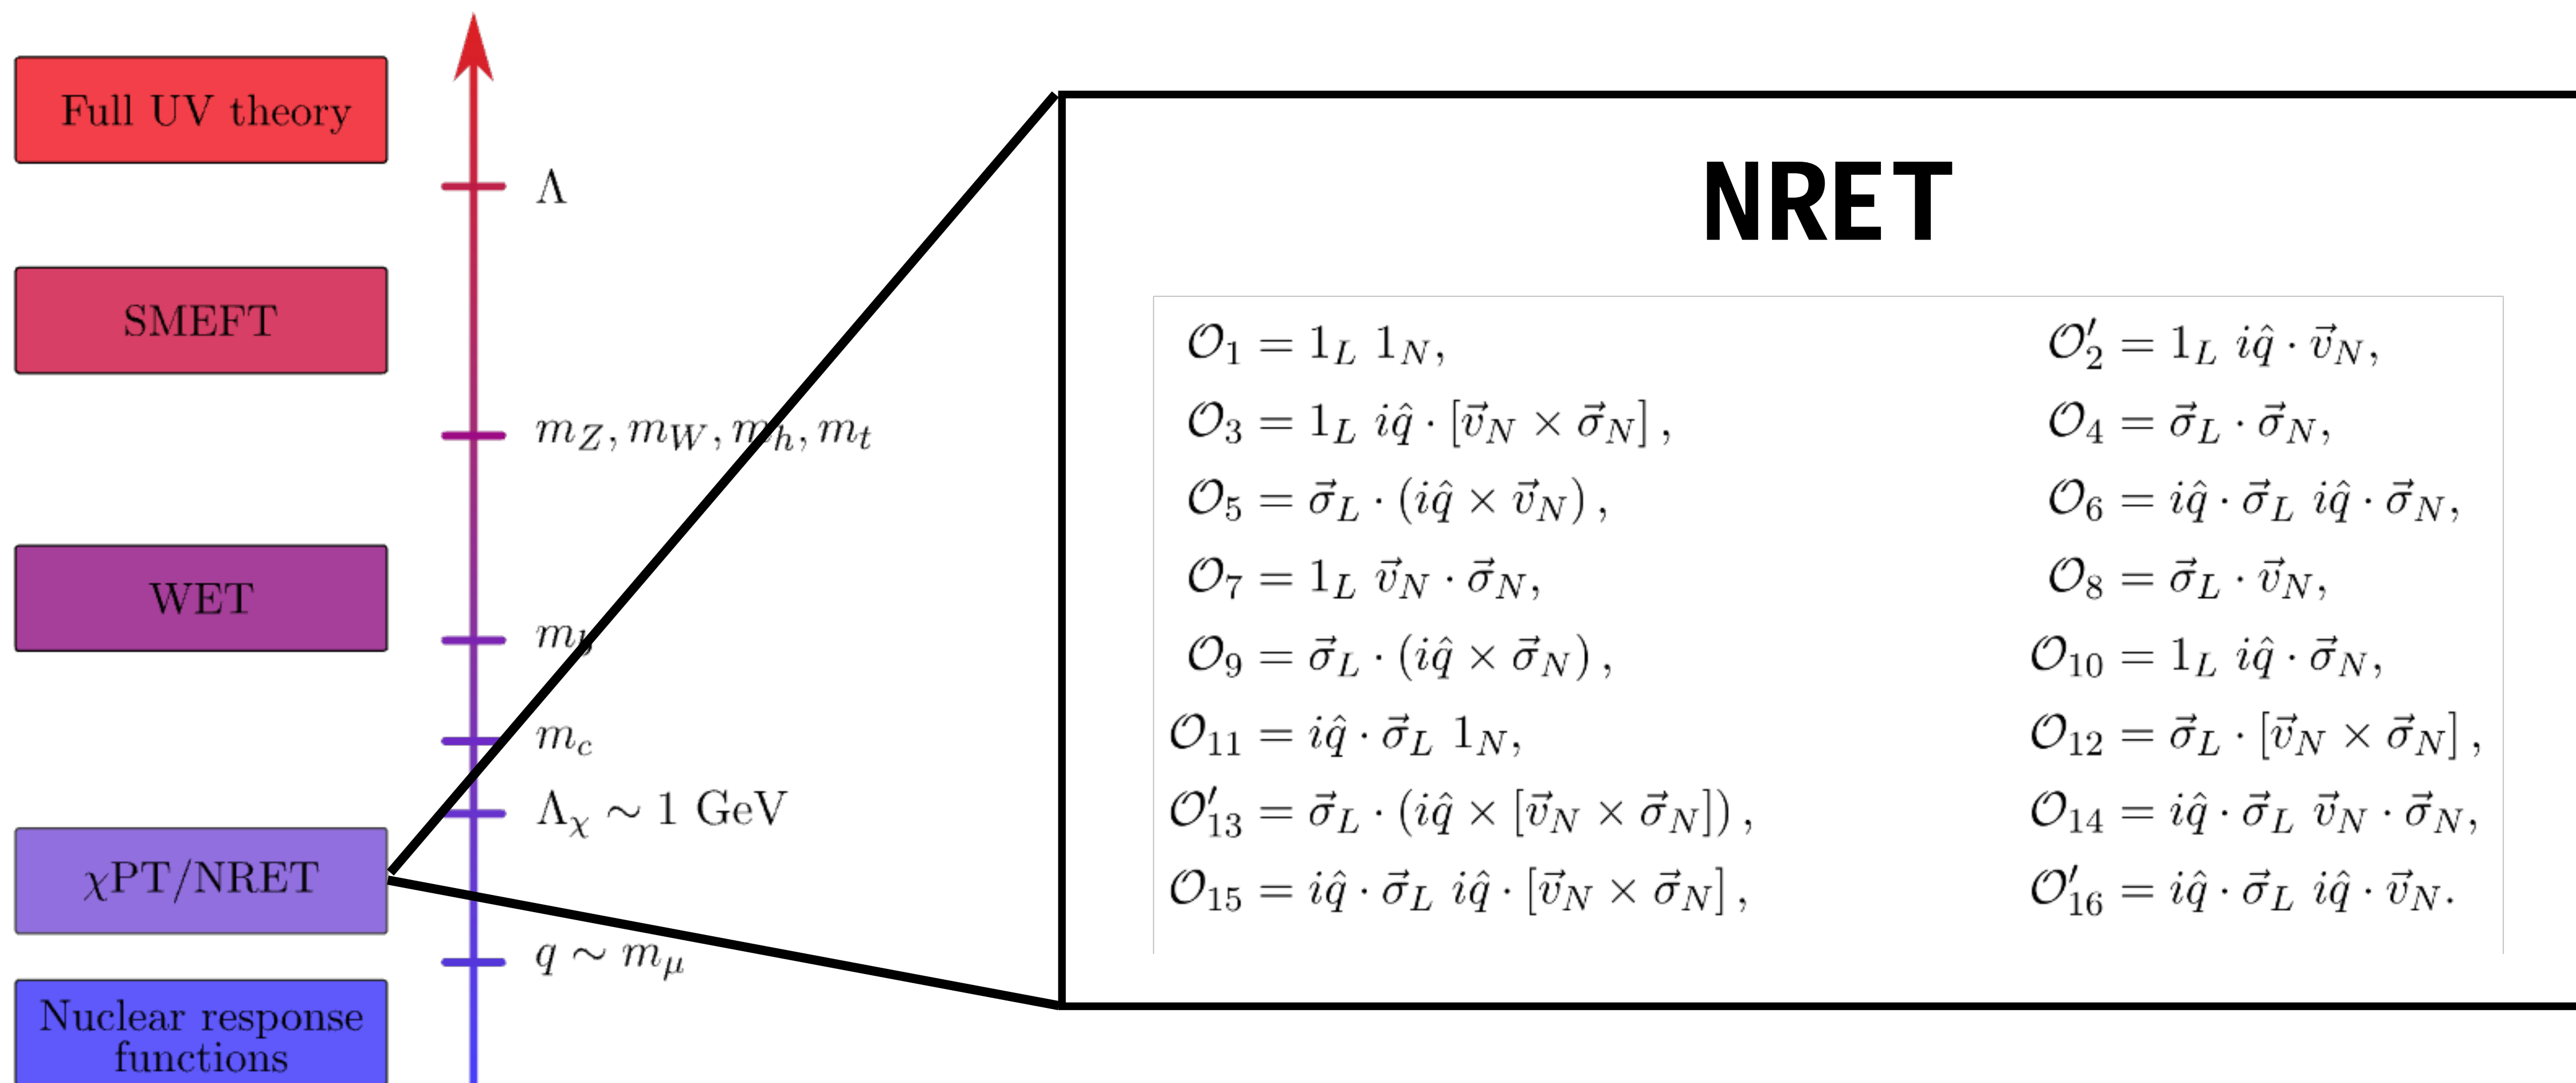 Full UV theory
Λ
SMEFT
m_Z, m_W, m_h, m_t
WET
m_b
m_c
Λ_χ ∼ 1 GeV
χPT/NRET
q ∼ m_μ
Nuclear response
functions
NRET
𝒪_1 = 1_L 1_N,
𝒪′_2 = 1_L iq̂ · v⃗_N,
𝒪_3 = 1_L iq̂ · [v⃗_N × σ⃗_N] ,
𝒪_4 = σ⃗_L · σ⃗_N,
𝒪_5 = σ⃗_L · (iq̂ × v⃗_N) ,
𝒪_6 = iq̂ · σ⃗_L iq̂ · σ⃗_N,
𝒪_7 = 1_L v⃗_N · σ⃗_N,
𝒪_8 = σ⃗_L · v⃗_N,
𝒪_9 = σ⃗_L · (iq̂ × σ⃗_N) ,
𝒪_10 = 1_L iq̂ · σ⃗_N,
𝒪_11 = iq̂ · σ⃗_L 1_N,
𝒪_12 = σ⃗_L · [v⃗_N × σ⃗_N] ,
𝒪′_13 = σ⃗_L · (iq̂ × [v⃗_N × σ⃗_N]) ,
𝒪_14 = iq̂ · σ⃗_L v⃗_N · σ⃗_N,
𝒪_15 = iq̂ · σ⃗_L iq̂ · [v⃗_N × σ⃗_N] ,
𝒪′_16 = iq̂ · σ⃗_L iq̂ · v⃗_N.